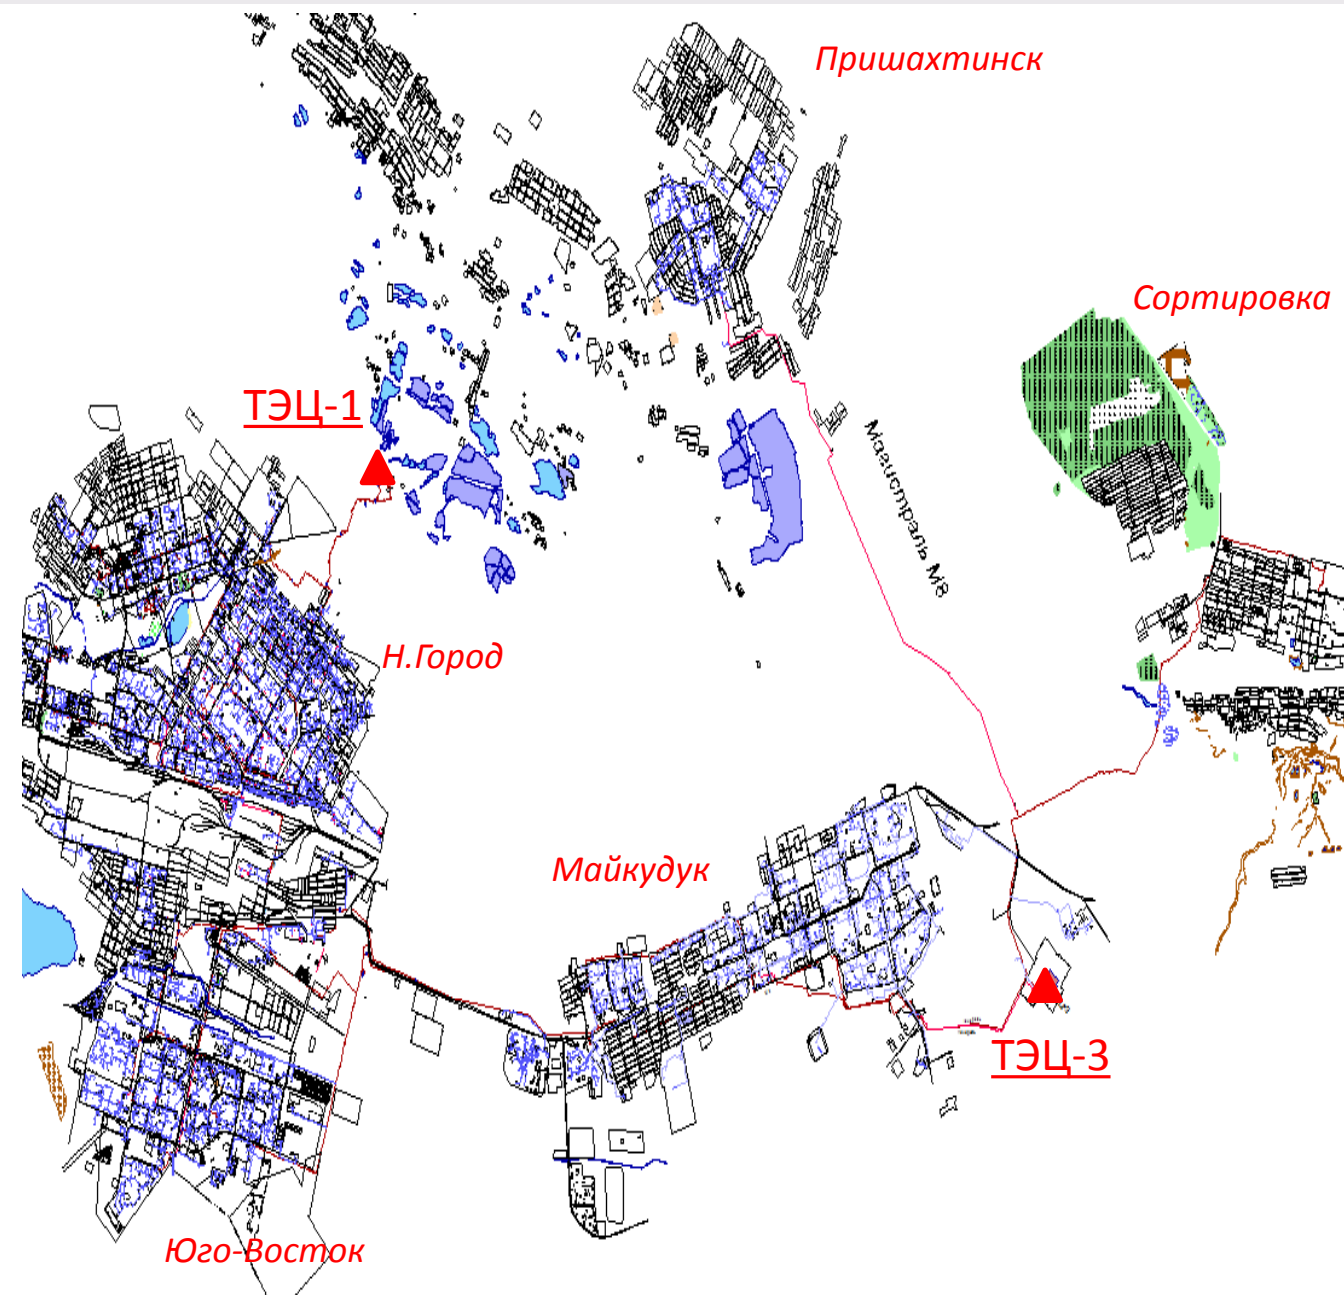 Пришахтинск
Сортировка
ТЭЦ-1
Магистраль М8
Н.Город
Майкудук
ТЭЦ-3
Юго-Восток